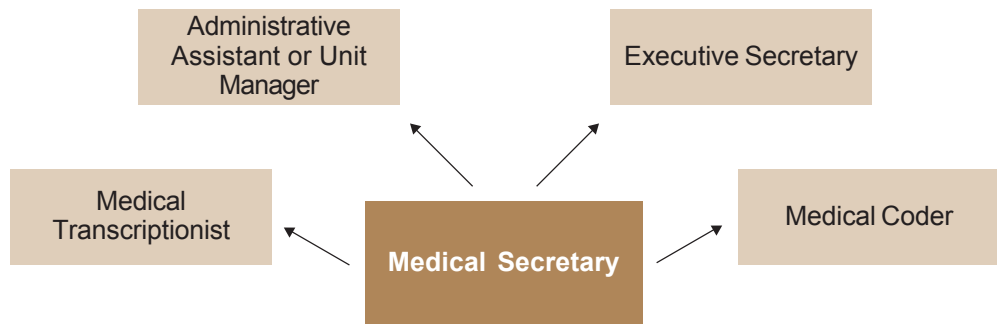 Administrative
Assistant or Unit
Manager
Executive Secretary
Medical
Transcriptionist
Medical Secretary
Medical Coder